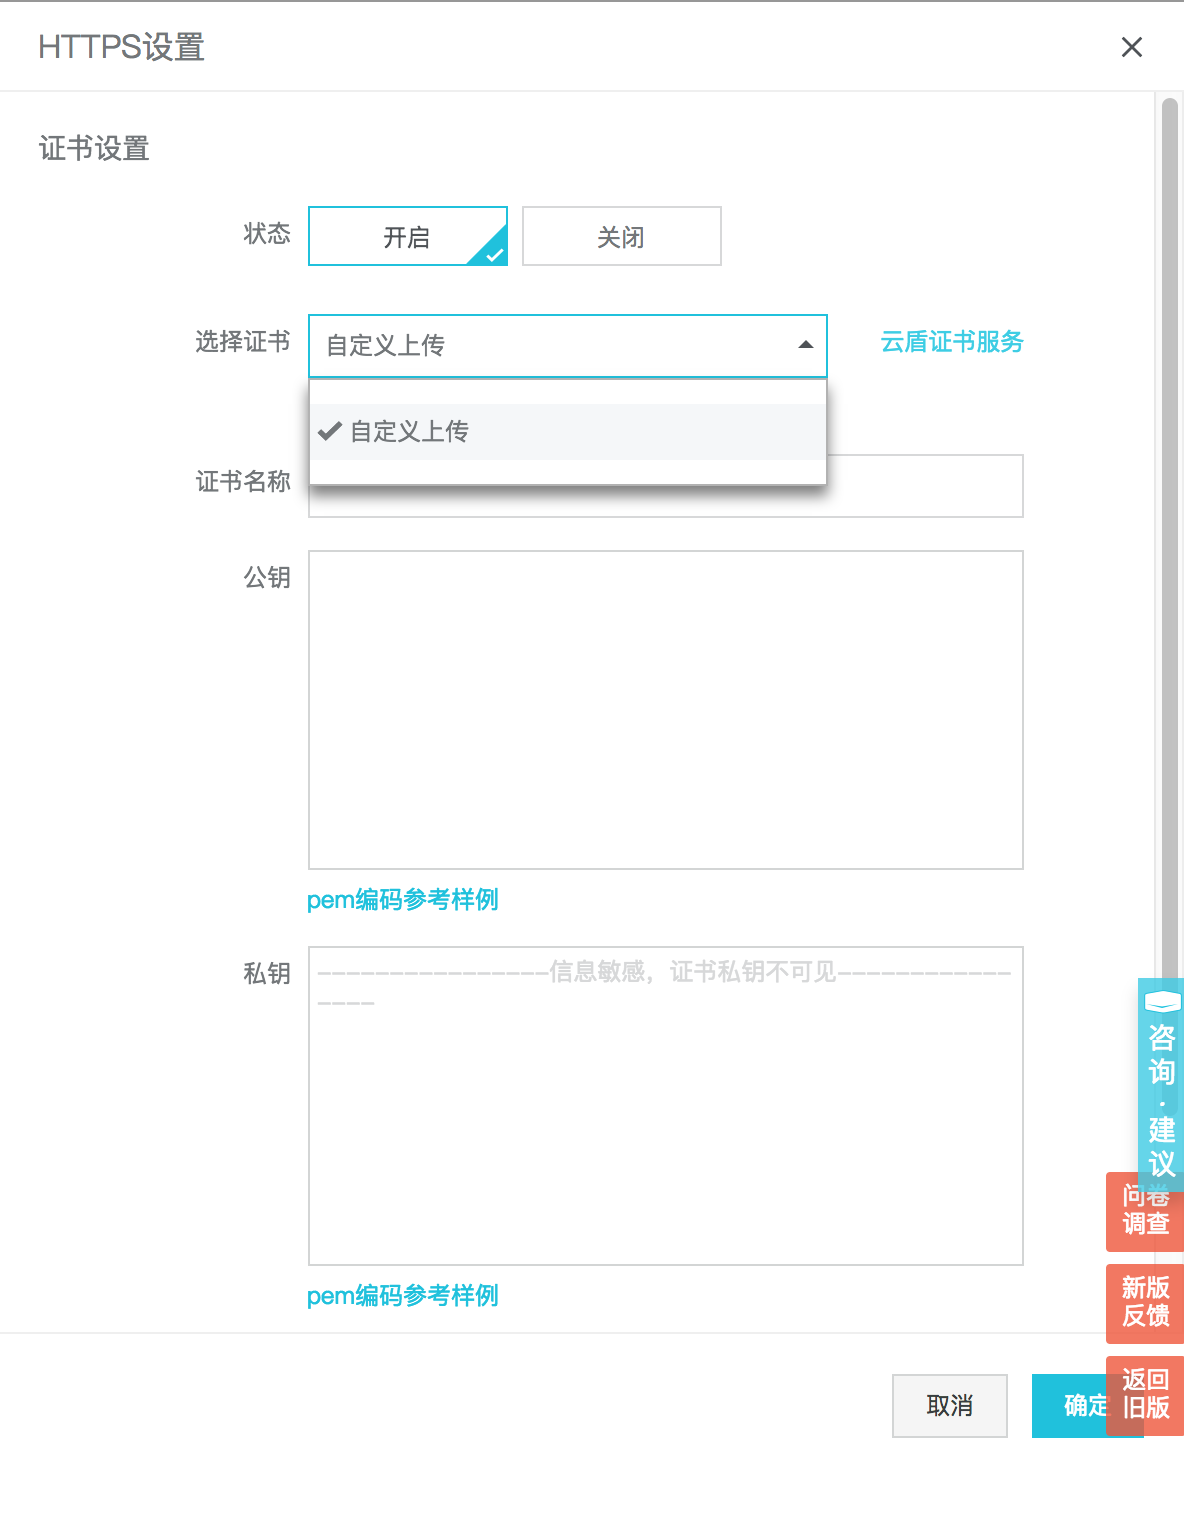 HTTPS设置
证书设置
状态
开启
关闭
选择证书
自定义上传
云盾证书服务
自定义上传
证书名称
公钥
pem编码参考样例
私钥
----------------信息敏感，证书私钥不可见------------
----
pem编码参考样例
咨询·建议
问卷
调查
新版
反馈
返回
旧版
取消
确定